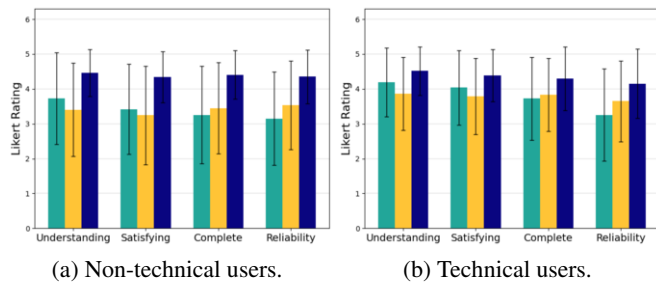 6
5
4
3
2
1
0
Likert Rating
Understanding Satisfying Complete Reliability
(a) Non-technical users.
6
5
4
3
2
1
0
Likert Rating
Understanding Satisfying Complete Reliability
(b) Technical users.